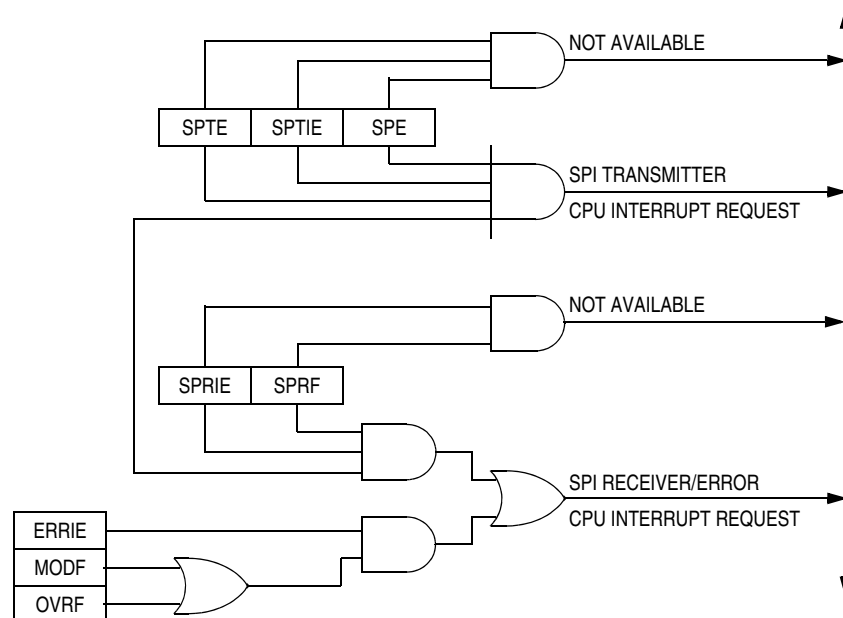 NOT AVAILABLE
SPTE SPTIE SPE
SPI TRANSMITTER
CPU INTERRUPT REQUEST
NOT AVAILABLE
SPRIE SPRF
SPI RECEIVER/ERROR
CPU INTERRUPT REQUEST
ERRIE
MODF
OVRF